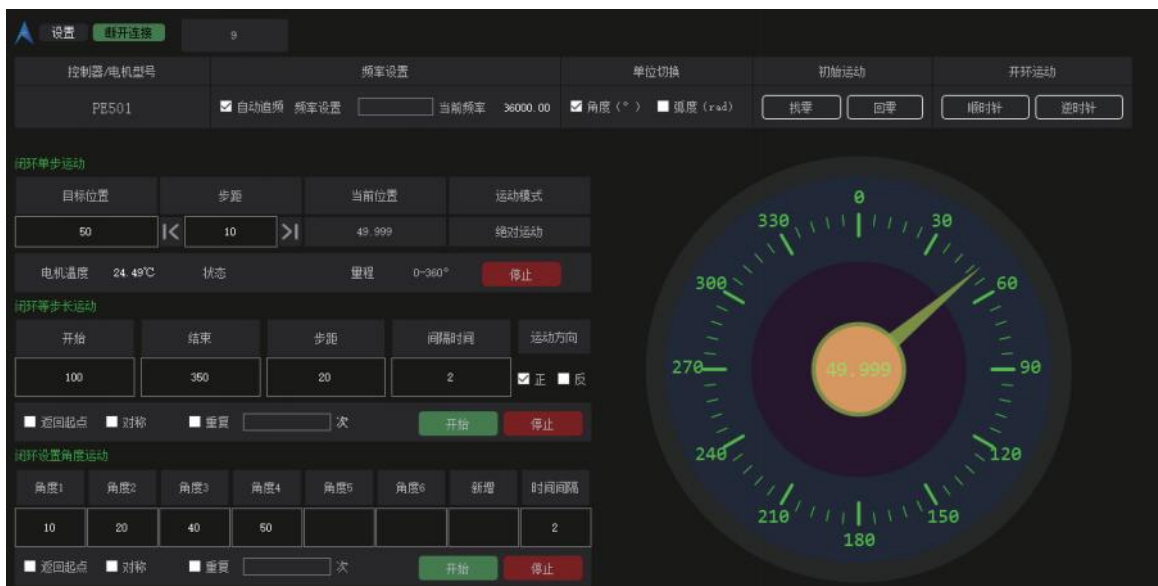 设置 断开连接 9
控制器/电机型号 频率设置 单位切换 初始运动 开环运动
PE501 自动追频 频率设置 当前频率 36000.00 角度(°) 弧度(rad) 找零 回零 顺时针 逆时针
闭环单步运动
目标位置 步距 当前位置 运动模式
50 10 49.999 绝对运动
电机温度 24.49℃ 状态 量程 0~360° 停止
闭环等步长运动
开始 结束 步距 间隔时间 运动方向
100 350 20 2 正 反
返回起点 对称 重复 次 开始 停止
闭环设置角度运动
角度1 角度2 角度3 角度4 角度5 角度6 新增 时间间隔
10 20 40 50 2
返回起点 对称 重复 次 开始 停止
0
330 30
300 60
270 49.999 90
240 120
210 150
180